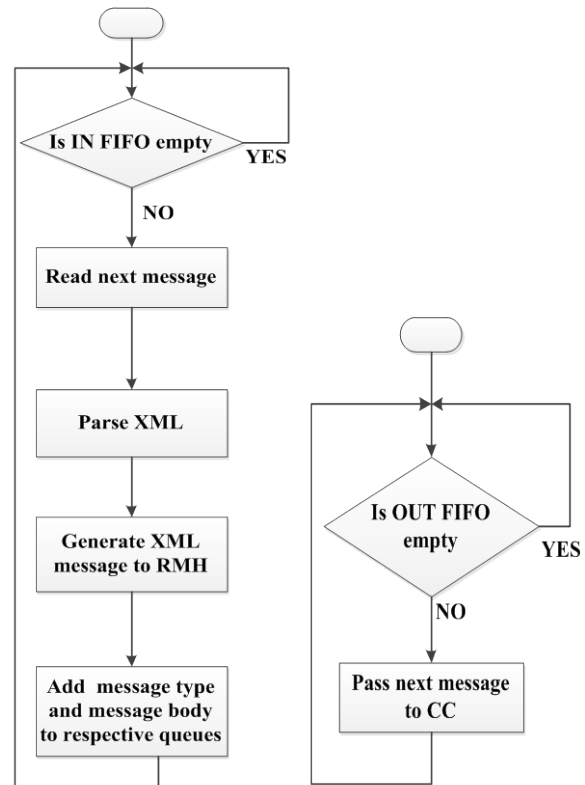 Is IN FIFO empty
YES
NO
Read next message
Parse XML
Generate XML
message to RMH
Add message type
and message body
to respective queues
Is OUT FIFO
empty
YES
NO
Pass next message
to CC